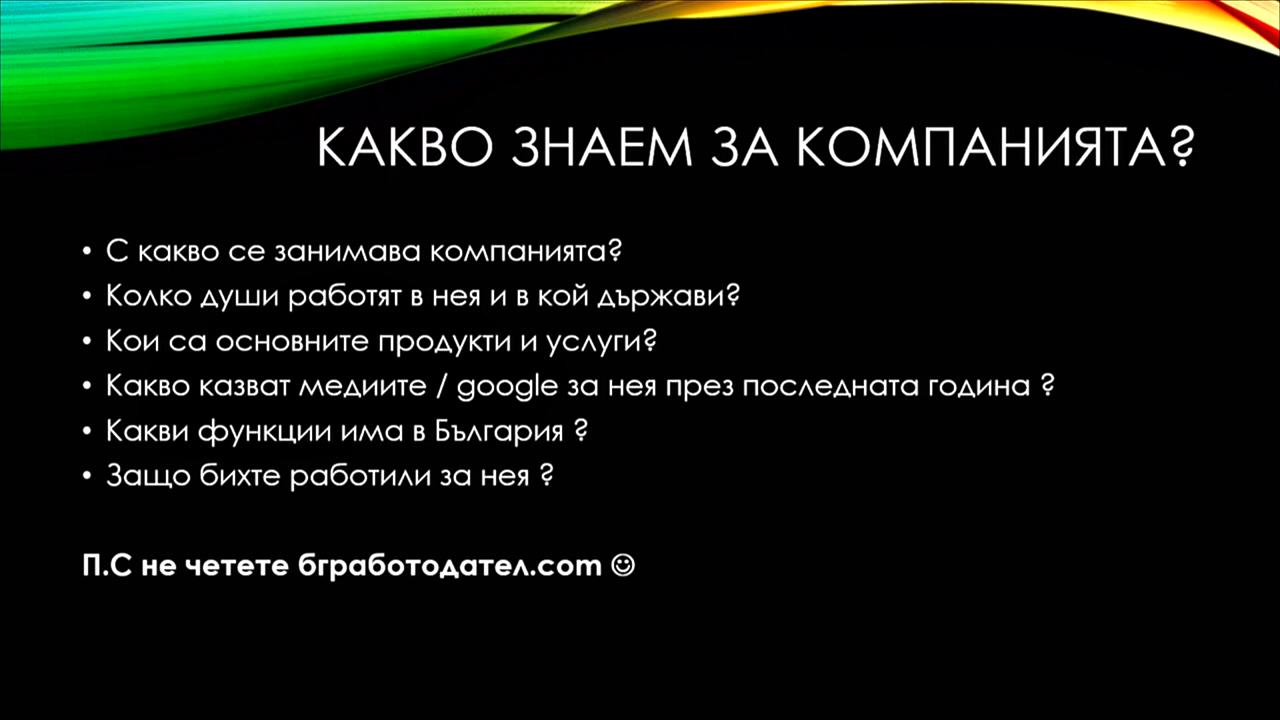 КАКВО ЗНАЕМ ЗА КОМПАНИЯТА?
• С какво се занимава компанията?
• Колко души работят в нея и в кой държави?
• Кои са основните продукти и услуги?
• Какво казват медиите / google за нея през последната година ?
• Какви функции има в България ?
• Защо бихте работили за нея ?
П.С не четете бгработодател.com ☺